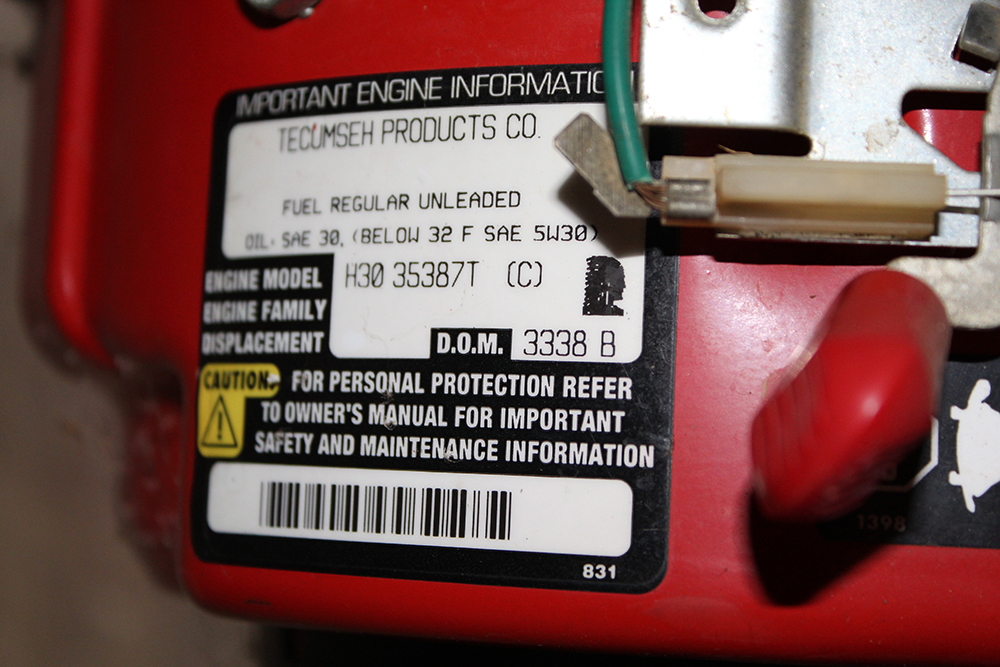 IMPORTANT ENGINE INFORMATION
TECUMSEH PRODUCTS CO.
FUEL REGULAR UNLEADED
OIL: SAE 30, (BELOW 32 F SAE 5W30)
ENGINE MODEL H30 35387T (C)
ENGINE FAMILY
DISPLACEMENT
D.O.M. 3338 B
CAUTION: FOR PERSONAL PROTECTION REFER
TO OWNER'S MANUAL FOR IMPORTANT
SAFETY AND MAINTENANCE INFORMATION
831
1398